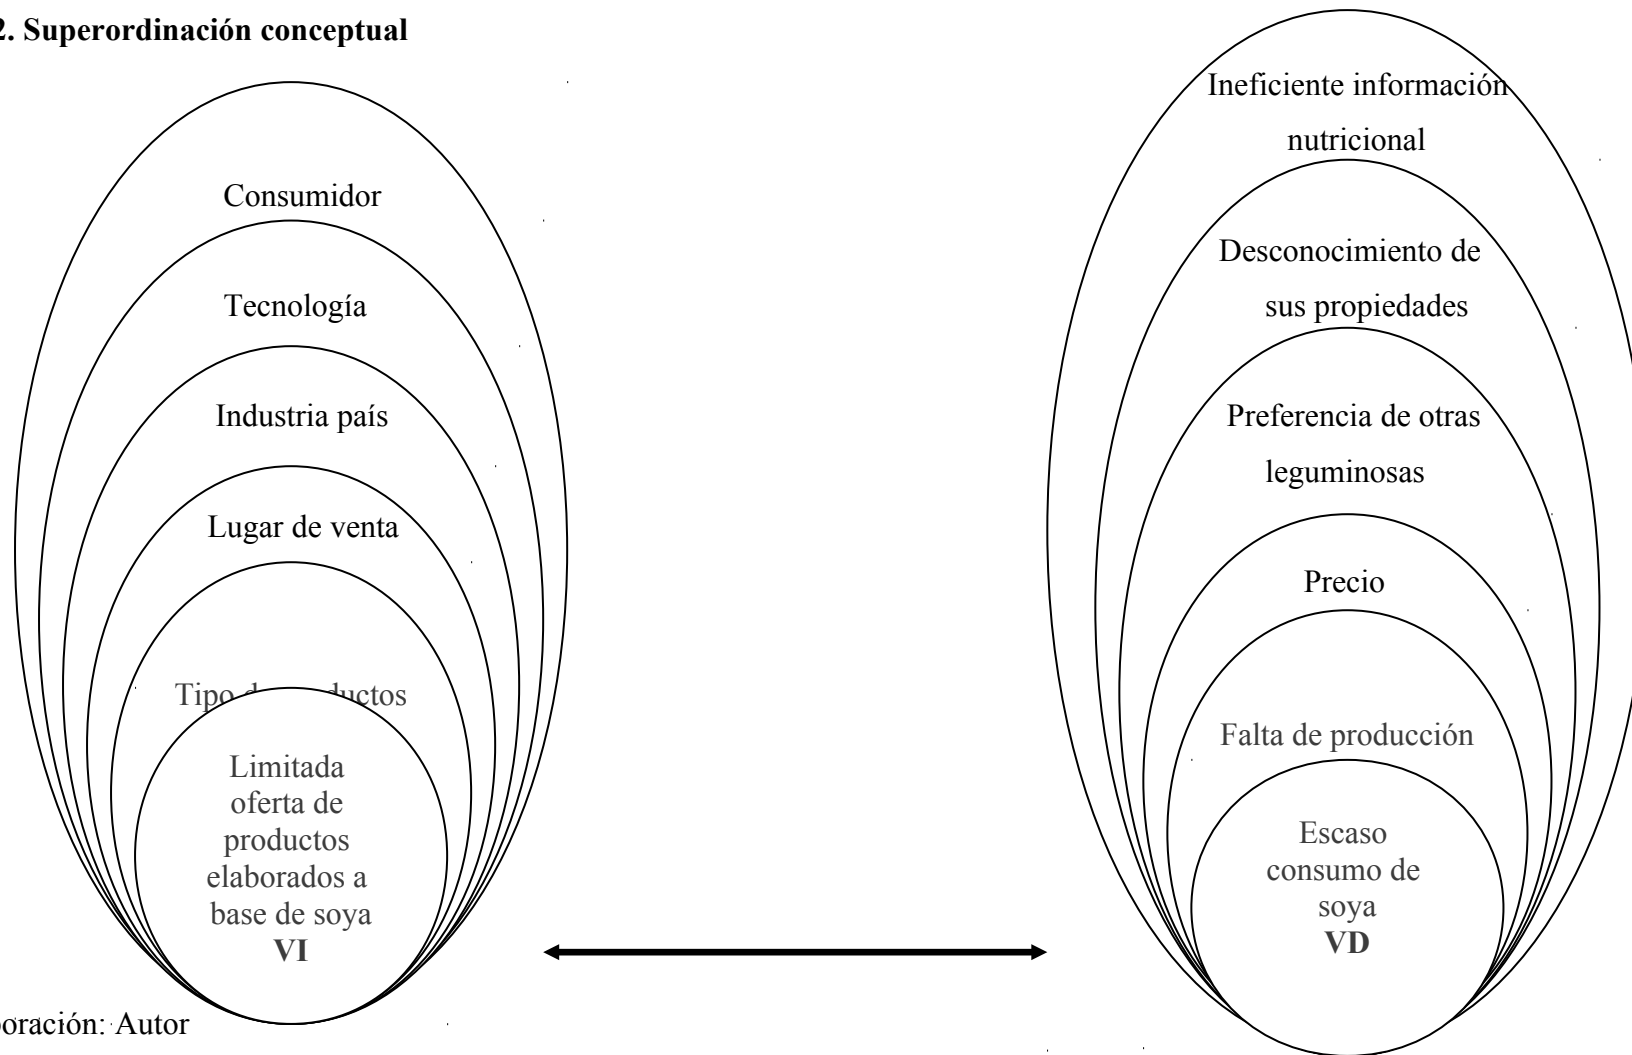 2. Superordinación conceptual
Consumidor
Tecnología
Industria país
Lugar de venta
Tipo productos
Limitada
oferta de
productos
elaborados a
base de soya
VI
Ineficiente información
nutricional
Desconocimiento de
sus propiedades
Preferencia de otras
leguminosas
Precio
Falta de producción
Escaso
consumo de
soya
VD
Autor